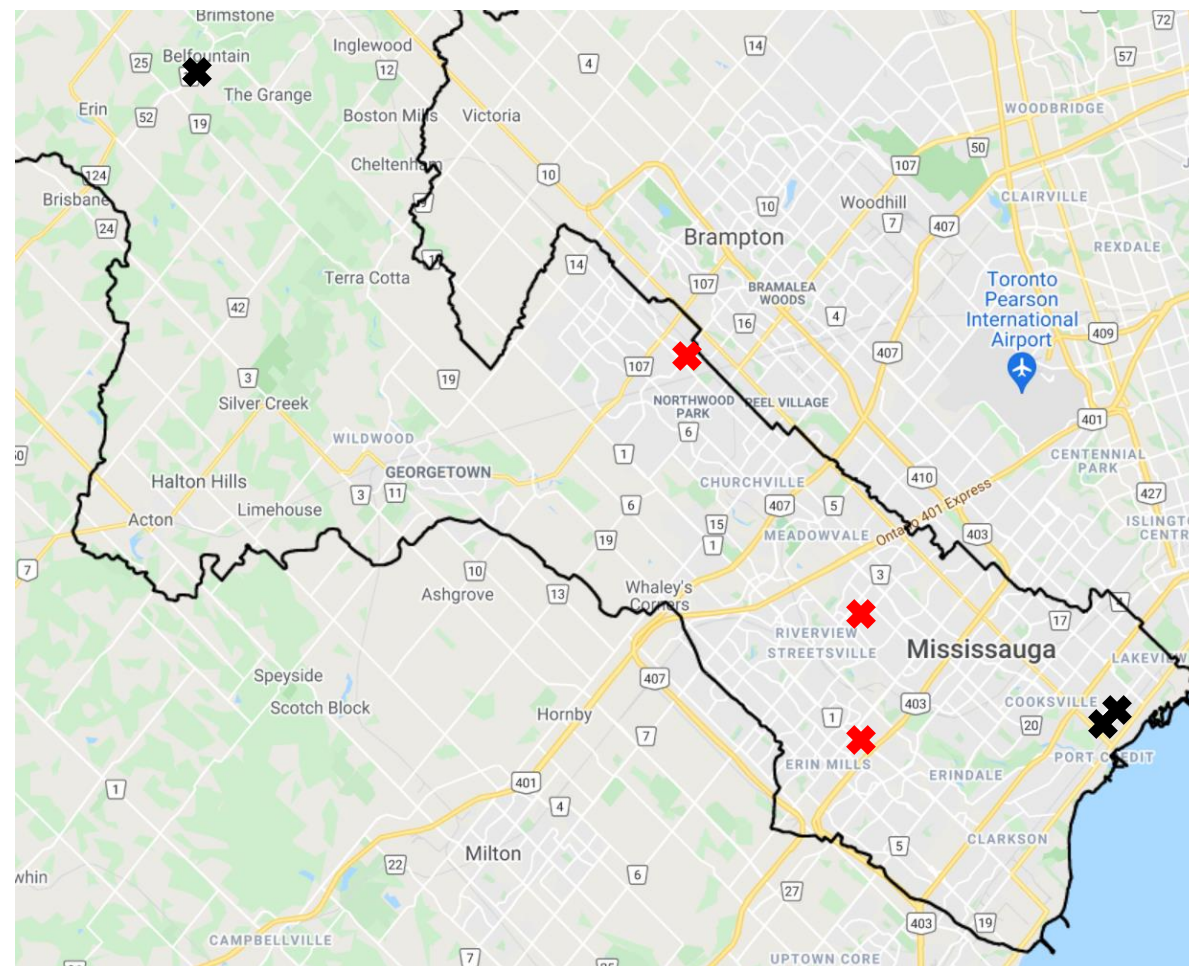 Brimstone
72
Inglewood
14
Belfountain
25
4
57
12
The Grange
Erin
52
19
Boston Mills
Victoria
WOODBRIDGE
50
Cheltenham
107
124
10
Brisbane
10
Woodhill
7
CLAIRVILLE
24
407
Brampton
REXDALE
14
Terra Cotta
107
BRAMALEA
WOODS
Toronto
Pearson
International
Airport
42
16
4
409
107
407
3
19
Silver Creek
NORTHWOOD
PARK
PEEL VILLAGE
6
401
WILDWOOD
1
CENTENNIAL
PARK
GEORGETOWN
Halton Hills
3
11
CHURCHVILLE
410
427
Limehouse
6
407
5
Acton
15
Ontario 401 Express
19
1
MEADOWVALE
403
7
10
3
Ashgrove
13
Whaley's
Corners
17
RIVERVIEW
STREETSVILLE
Mississauga
Speyside
407
403
COOKSVILLE
Scotch Block
Hornby
1
20
7
ERIN MILLS
PORT CREDIT
ERINDALE
401
1
4
CLARKSON
Milton
5
22
6
27
403
19
CAMPBELLVILLE
7
UPTOWN CORE